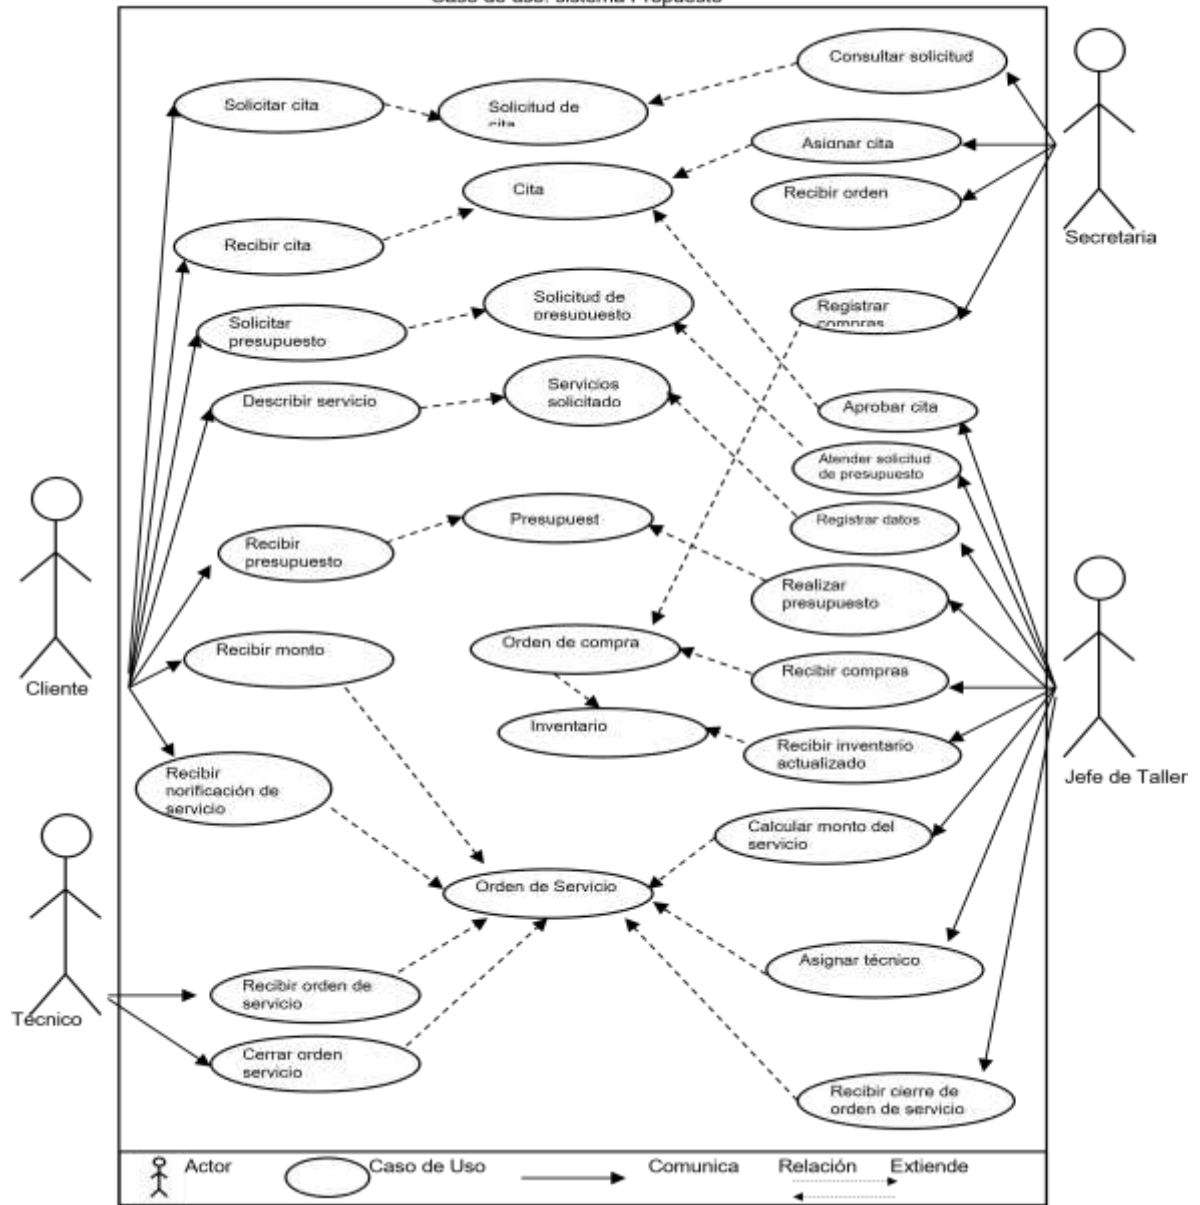 Caso de uso: sistema Propuesto
Consultar solicitud
Solicitar cita
Solicitud de
cita
Asignar cita
Cita
Recibir orden
Secretaria
Recibir cita
Solicitud de
presupuesto
Registrar
compras
Solicitar
presupuesto
Servicios
solicitado
Describir servicio
Aprobar cita
Atender solicitud
de presupuesto
Presupuest
Registrar datos
Recibir
presupuesto
Realizar
presupuesto
Orden de compra
Recibir monto
Recibir compras
Cliente
Inventario
Recibir inventario
actualizado
Jefe de Taller
Recibir
norificación de
servicio
Calcular monto del
servicio
Orden de Servicio
Asignar técnico
Recibir orden de
servicio
Técnico
Cerrar orden
servicio
Recibir cierre de
orden de servicio
Actor
Caso de Uso
Comunica
Relación
Extiende